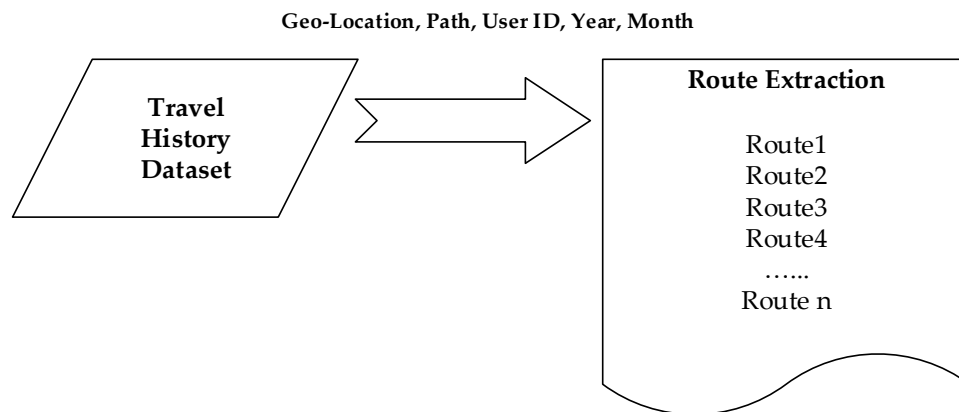 Geo-Location, Path, User ID, Year, Month
Travel
History
Dataset
Route Extraction
Route1
Route2
Route3
Route4
…...
Route n